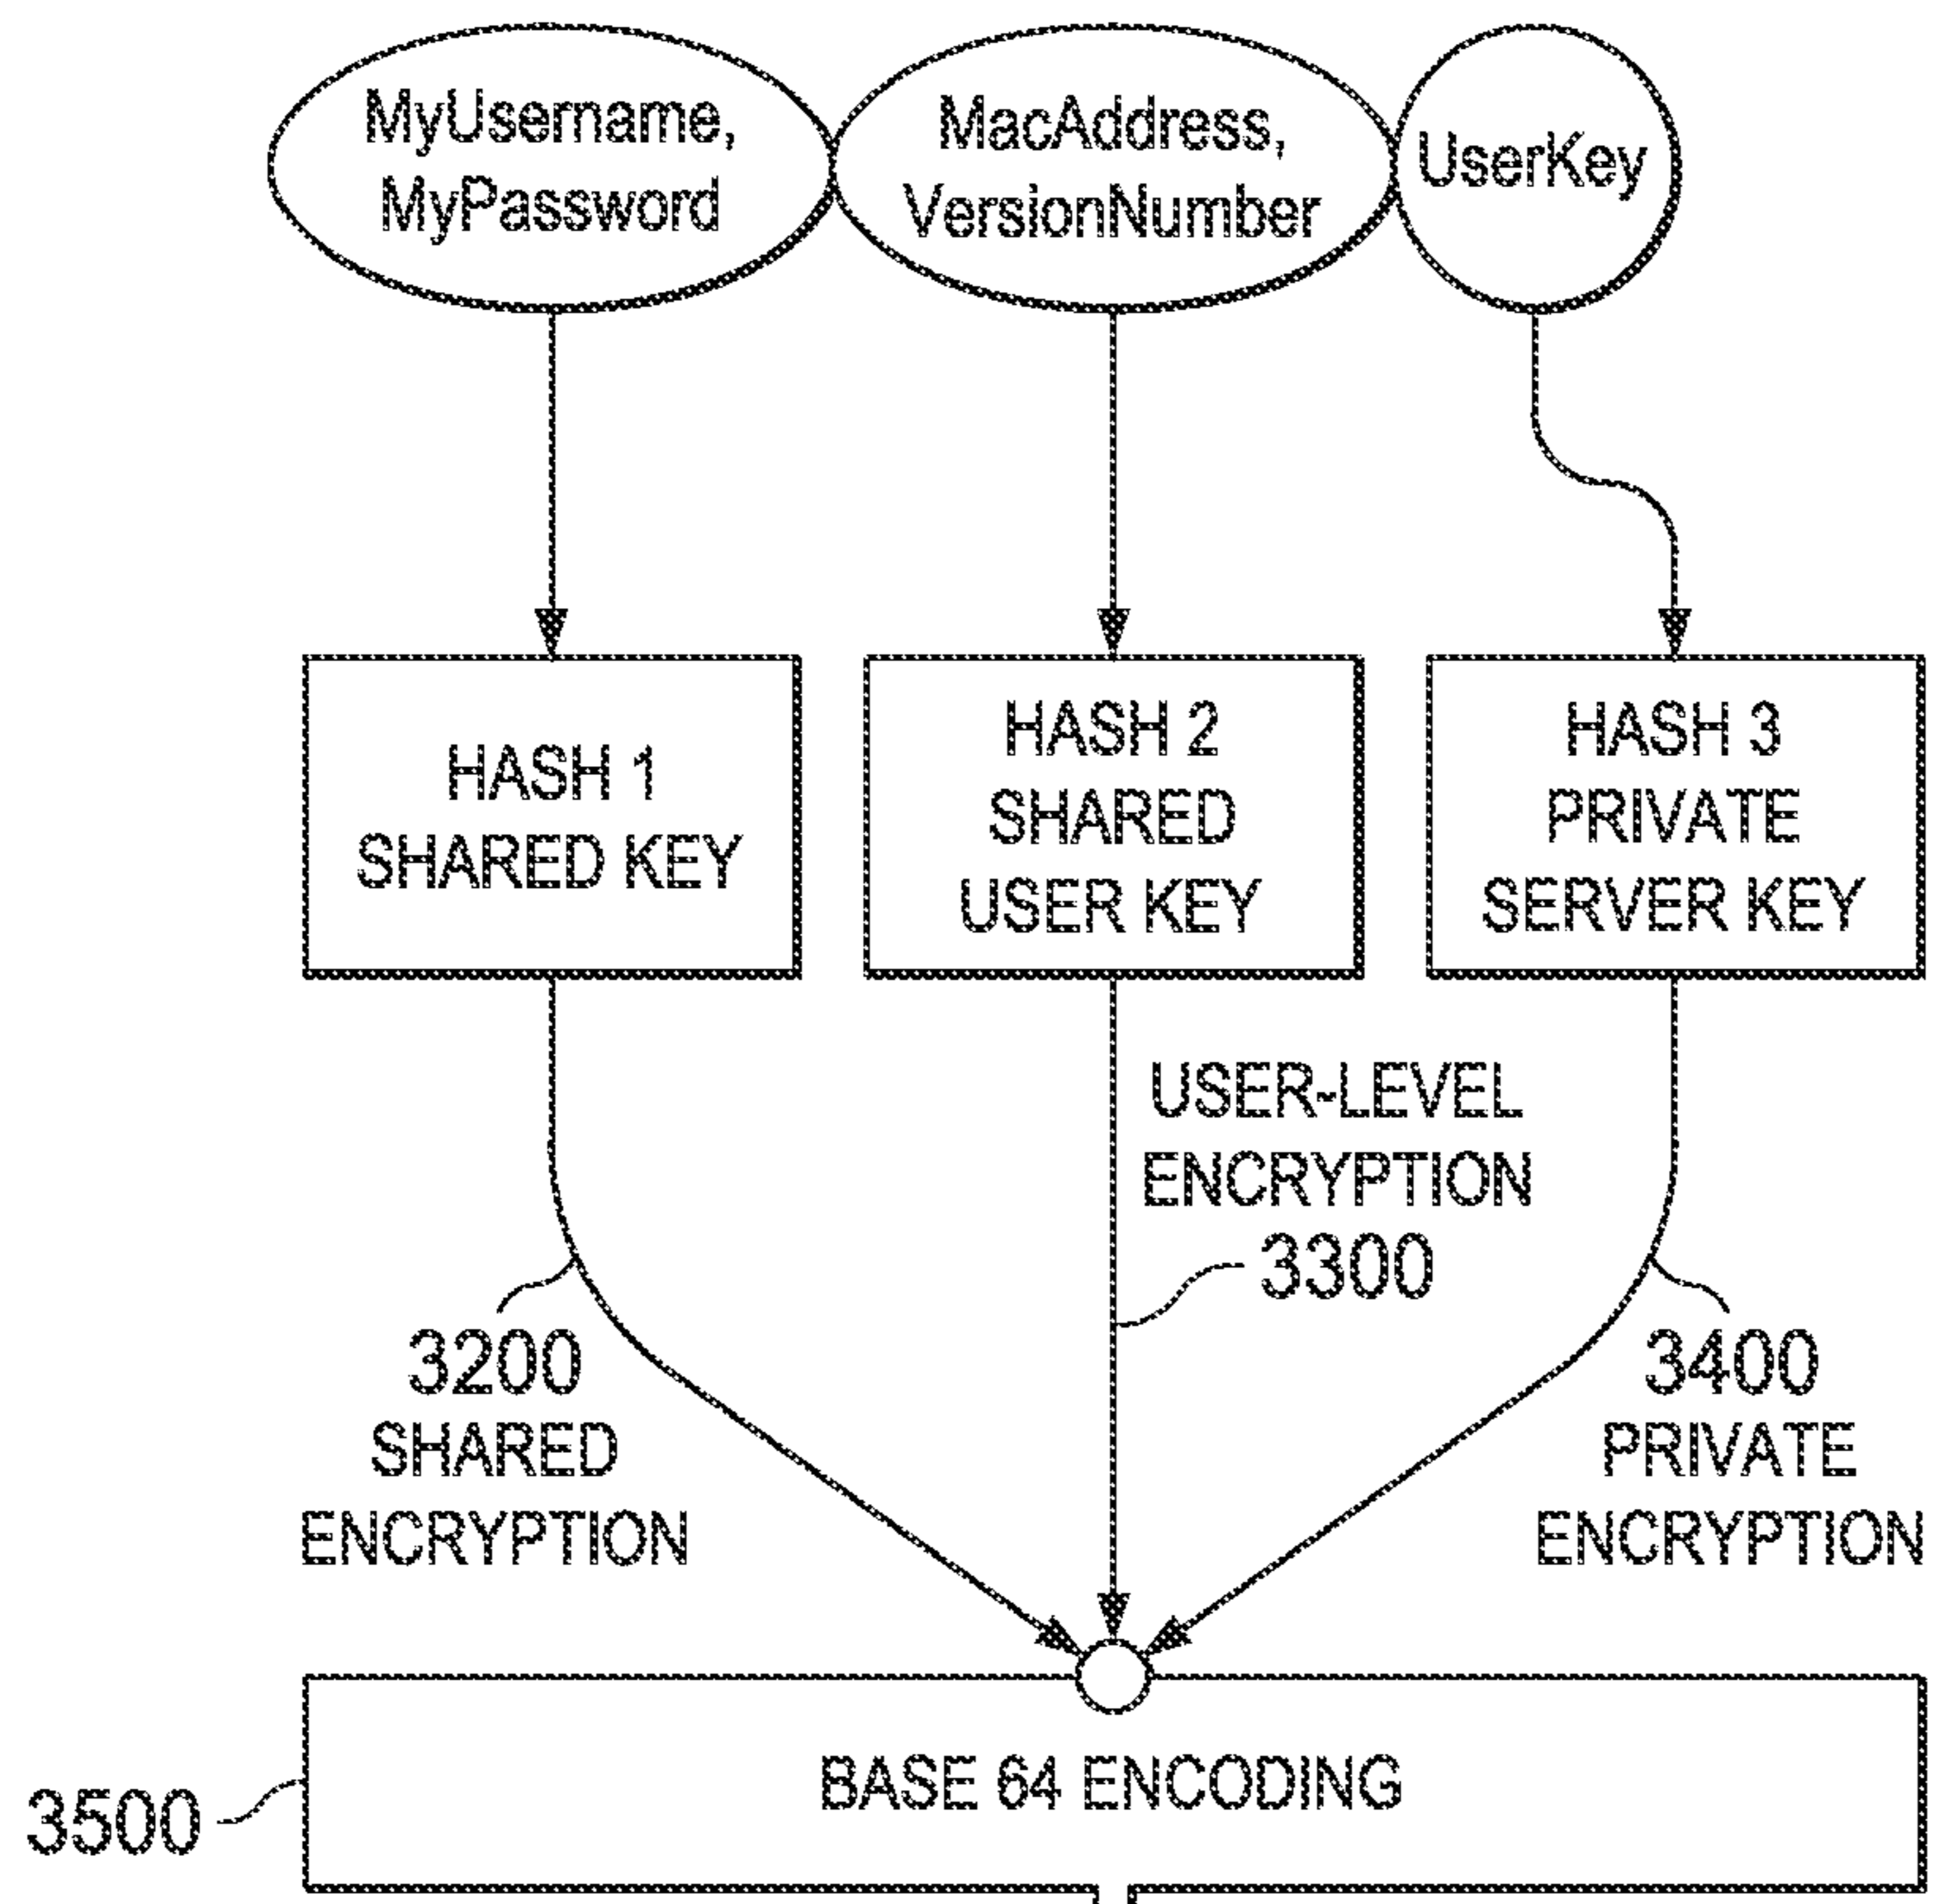 MyUsername,
MyPassword
MacAddress,
VersionNumber
UserKey
HASH 1
SHARED KEY
HASH 2
SHARED
USER KEY
HASH 3
PRIVATE
SERVER KEY
USER-LEVEL
ENCRYPTION
3300
3200
SHARED
ENCRYPTION
3400
PRIVATE
ENCRYPTION
BASE 64 ENCODING
3500